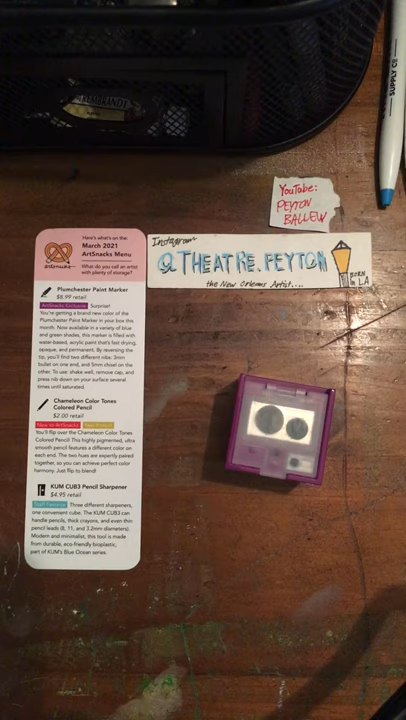 REMBRANDT
SUPPLY CO
YouTube:
PEYTON
BALLEW
Instagram
@THEATRE.PEYTON
the New Orleans Artist....
BORN
IN LA
artsnacks
Here's what's on the
March 2021
ArtSnacks Menu
What do you call an artist
with plenty of storage?
Plumchester Paint Marker
$8.99 retail
ArtSnacks Exclusive Surprise!
You're getting a brand new color of the
Plumchester Paint Marker in your box this
month. Now available in a variety of blue
and green shades, this marker is filled with
water-based, acrylic paint that's fast drying,
opaque, and permanent. By reversing the
tip, you'll find two different nibs: 3mm
bullet on one end, and 5mm chisel on the
other. To use: shake well, remove cap, and
press nib down on your surface several
times until saturated.
Chameleon Color Tones
Colored Pencil
$2.00 retail
New to ArtSnacks New Product
You'll flip over the Chameleon Color Tones
Colored Pencil! This highly pigmented, ultra
smooth pencil features a different color on
each end. The two hues are expertly paired
together, so you can achieve perfect color
harmony. Just flip to blend!
KUM CUB3 Pencil Sharpener
$4.95 retail
Staff Favorite Three different sharpeners,
one convenient cube. The KUM CUB3 can
handle pencils, thick crayons, and even thin
pencil leads (8, 11, and 3.2mm diameters).
Modern and minimalist, this tool is made
from durable, eco-friendly bioplastic,
part of KUM's Blue Ocean series.